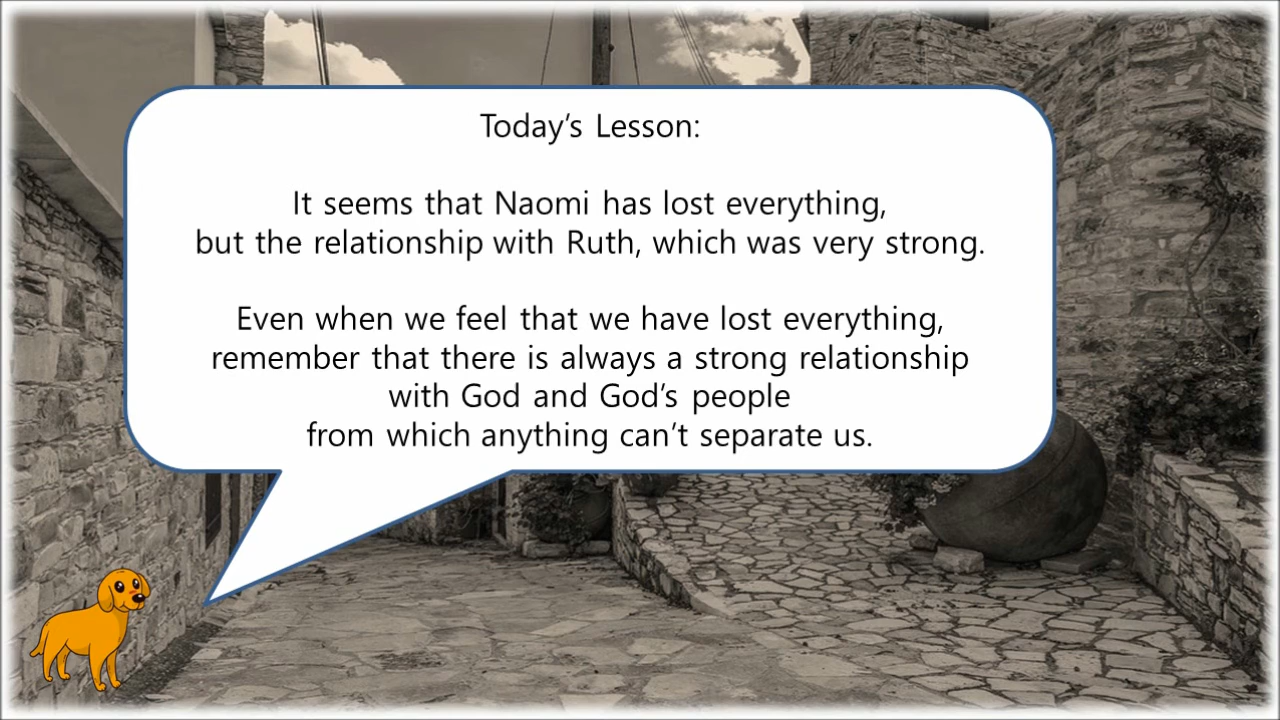 Today’s Lesson:
It seems that Naomi has lost everything,
but the relationship with Ruth, which was very strong.
Even when we feel that we have lost everything,
remember that there is always a strong relationship
with God and God’s people
from which anything can’t separate us.